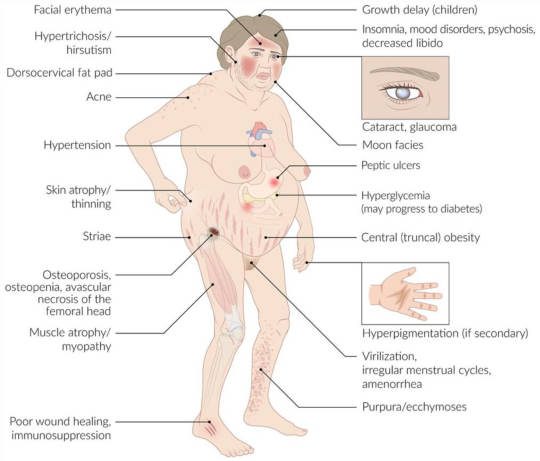 Facial erythema
Hypertrichosis/
hirsutism
Dorsocervical fat pad
Acne
Hypertension
Skin atrophy/
thinning
Striae
Osteoporosis,
osteopenia, avascular
necrosis of the
femoral head
Muscle atrophy/
myopathy
Poor wound healing,
immunosuppression
Growth delay (children)
Insomnia, mood disorders, psychosis,
decreased libido
Cataract, glaucoma
Moon facies
Peptic ulcers
Hyperglycemia
(may progress to diabetes)
Central (truncal) obesity
Hyperpigmentation (if secondary)
Virilization,
irregular menstrual cycles,
amenorrhea
Purpura/ecchymoses